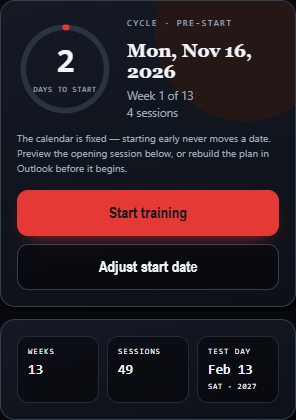 CYCLE · PRE-START
2
DAYS TO START
Mon, Nov 16,
2026
Week 1 of 13
4 sessions
The calendar is fixed — starting early never moves a date.
Preview the opening session below, or rebuild the plan in
Outlook before it begins.
Start training
Adjust start date
WEEKS
13
SESSIONS
49
TEST DAY
Feb 13
SAT · 2027